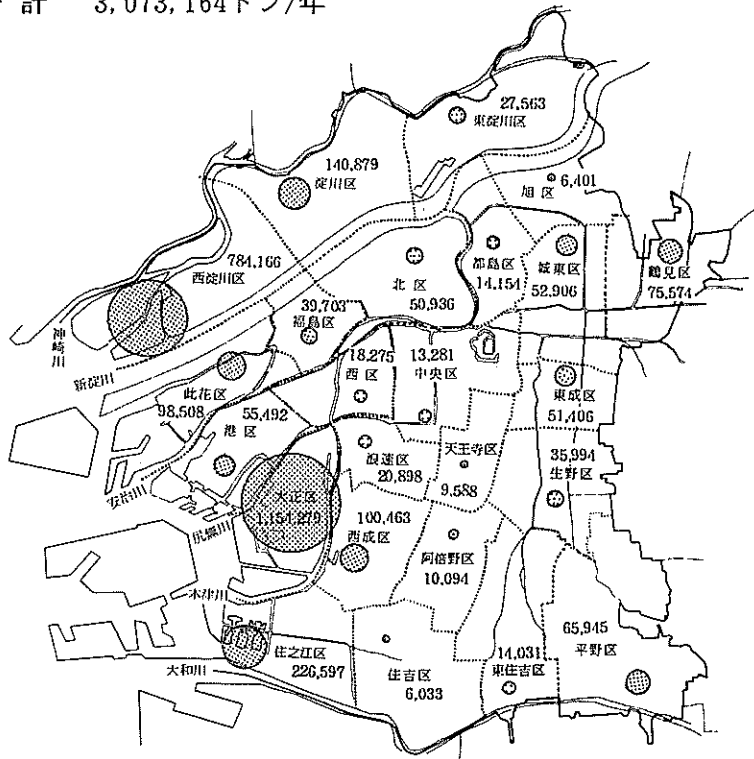 計 3,073,164トン/年
27,563
東淀川区
140,879
淀川区
6,401
旭区
784,166
西淀川区
北区
50,936
都島区
14,154
城東区
52,906
鶴見区
75,574
39,703
福島区
神崎川
新淀川
18,275
西区
13,281
中央区
此花区
98,508
東成区
51,406
55,492
港区
浪速区
20,898
天王寺区
9,588
35,994
生野区
安治川
大正区
1,154,279
尻無川
100,463
西成区
阿倍野区
10,094
木津川
住之江区
226,597
大和川
住吉区
6,033
14,031
東住吉区
65,945
平野区